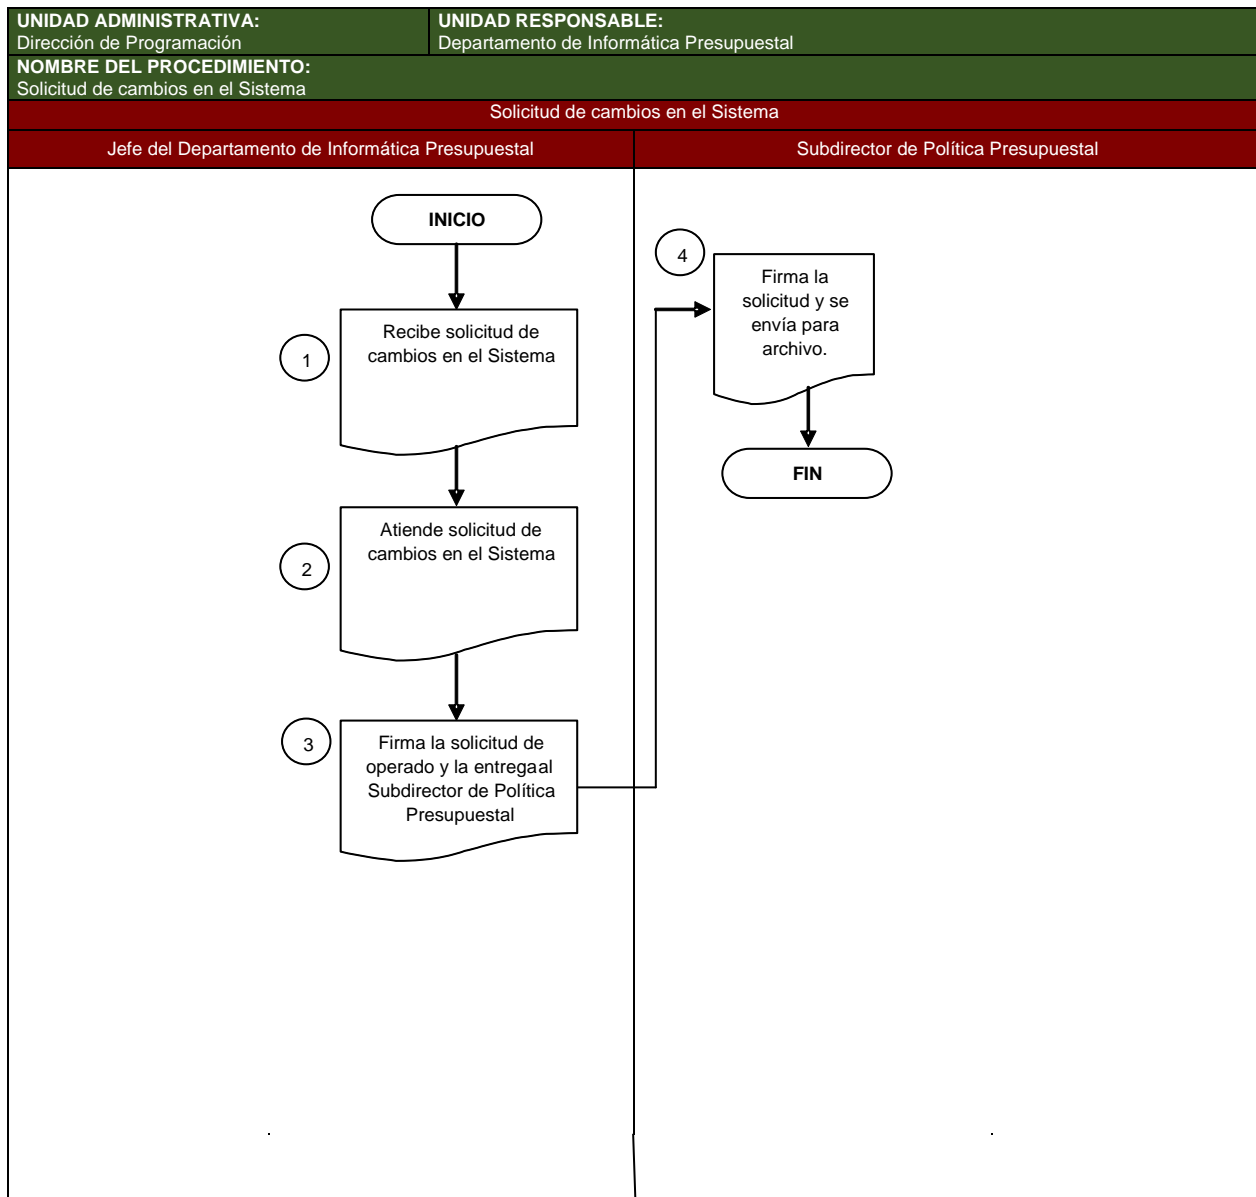 UNIDAD ADMINISTRATIVA:
Dirección de Programación
UNIDAD RESPONSABLE:
Departamento de Informática Presupuestal
NOMBRE DEL PROCEDIMIENTO:
Solicitud de cambios en el Sistema
Solicitud de cambios en el Sistema
Jefe del Departamento de Informática Presupuestal
Subdirector de Política Presupuestal
INICIO
1
Recibe solicitud de
cambios en el Sistema
2
Atiende solicitud de
cambios en el Sistema
3
Firma la solicitud de
operado y la entregaal
Subdirector de Política
Presupuestal
4
Firma la
solicitud y se
envía para
archivo.
FIN